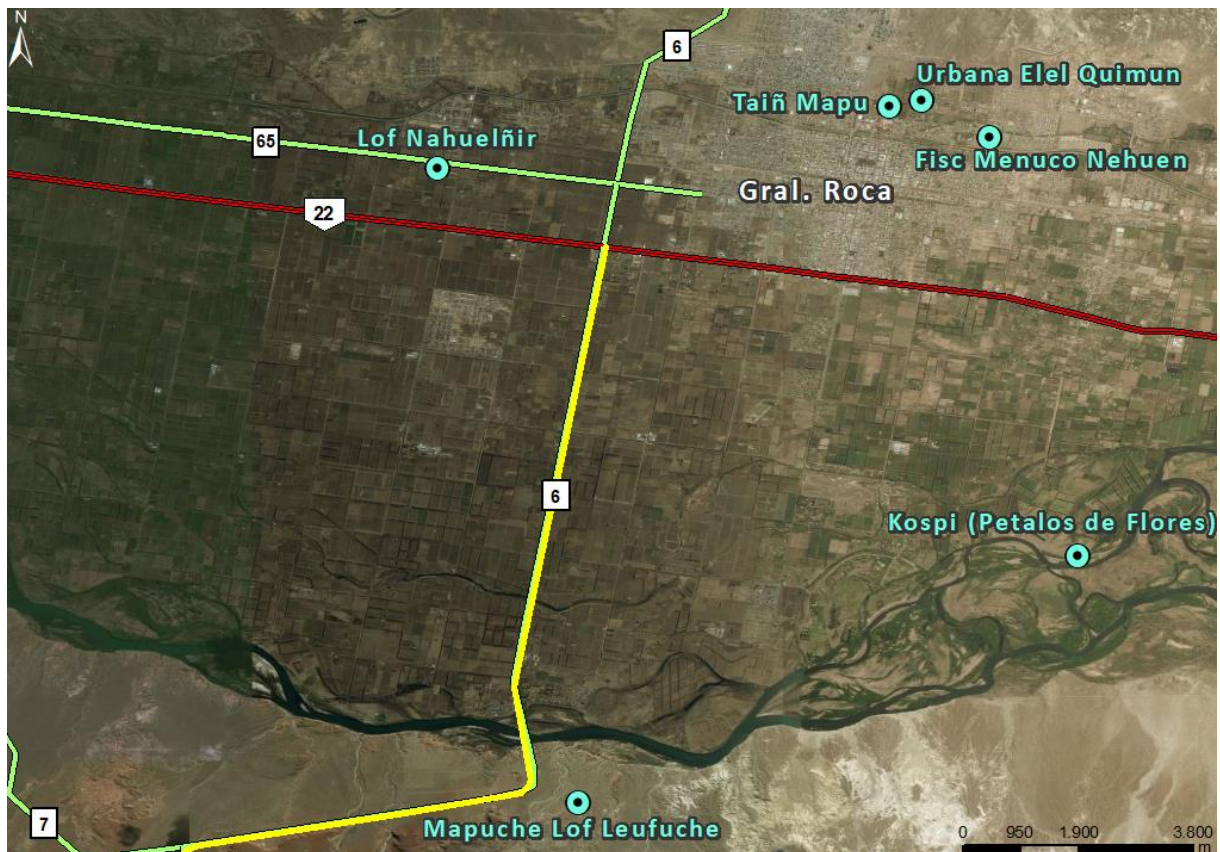 N
6
Urbana Elel Quimun
Taiñ Mapu
65
Lof Nahuelñir
Fisc Menuco Nehuen
Gral. Roca
22
6
Kospi (Petalos de Flores)
7
Mapuche Lof Leufuche
0 950 1.900 3.800
m